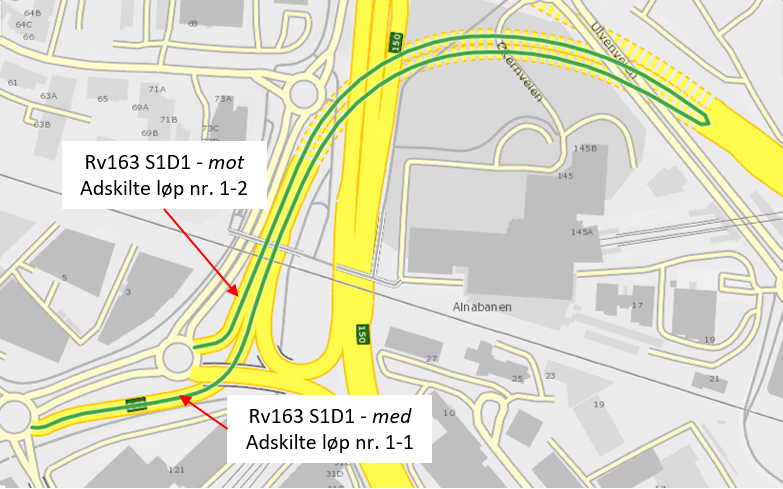 64B
64C
66
6B
150
Ulvenveien
Østernveien
61
63A
65
71A
69A
71B
69B
73A
73C
63B
145B
145
145A
Rv163 S1D1 - mot
Adskilte løp nr. 1-2
5
3
Alnabanen
17
19
150
27
25
23
21
19
10
Rv163 S1D1 - med
Adskilte løp nr. 1-1
121
31D